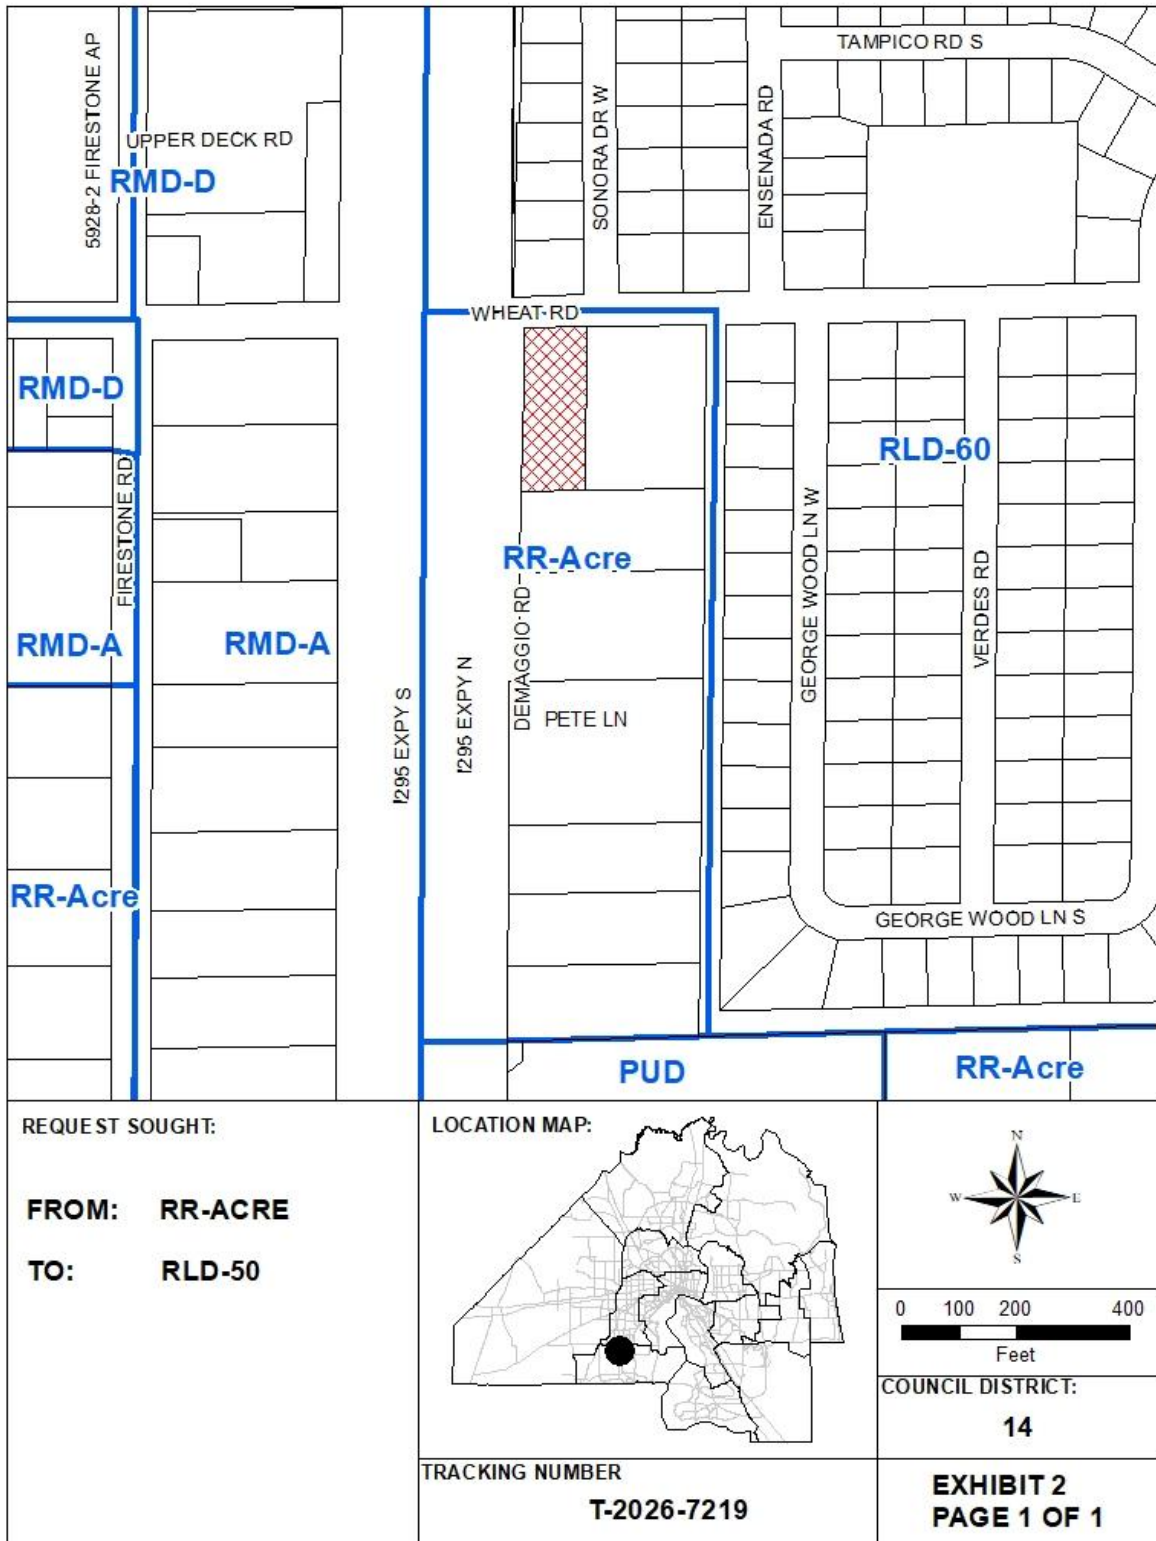 TAMPICO RD S
5928-2 FIRESTONE AP
SONORA DR W
ENSENADA RD
UPPER DECK RD
RMD-D
WHEAT RD
RMD-D
RLD-60
FIRESTONE RD
GEORGE WOOD LN W
RR-Acre
VERDES RD
RMD-A
RMD-A
DEMAGGIO RD
I295 EXPY S
I295 EXPY N
PETE LN
RR-Acre
GEORGE WOOD LN S
PUD
RR-Acre
REQUEST SOUGHT:
FROM: RR-ACRE
TO: RLD-50
LOCATION MAP:
N
W E
S
0 100 200 400
Feet
COUNCIL DISTRICT:
14
TRACKING NUMBER
T-2026-7219
EXHIBIT 2
PAGE 1 OF 1